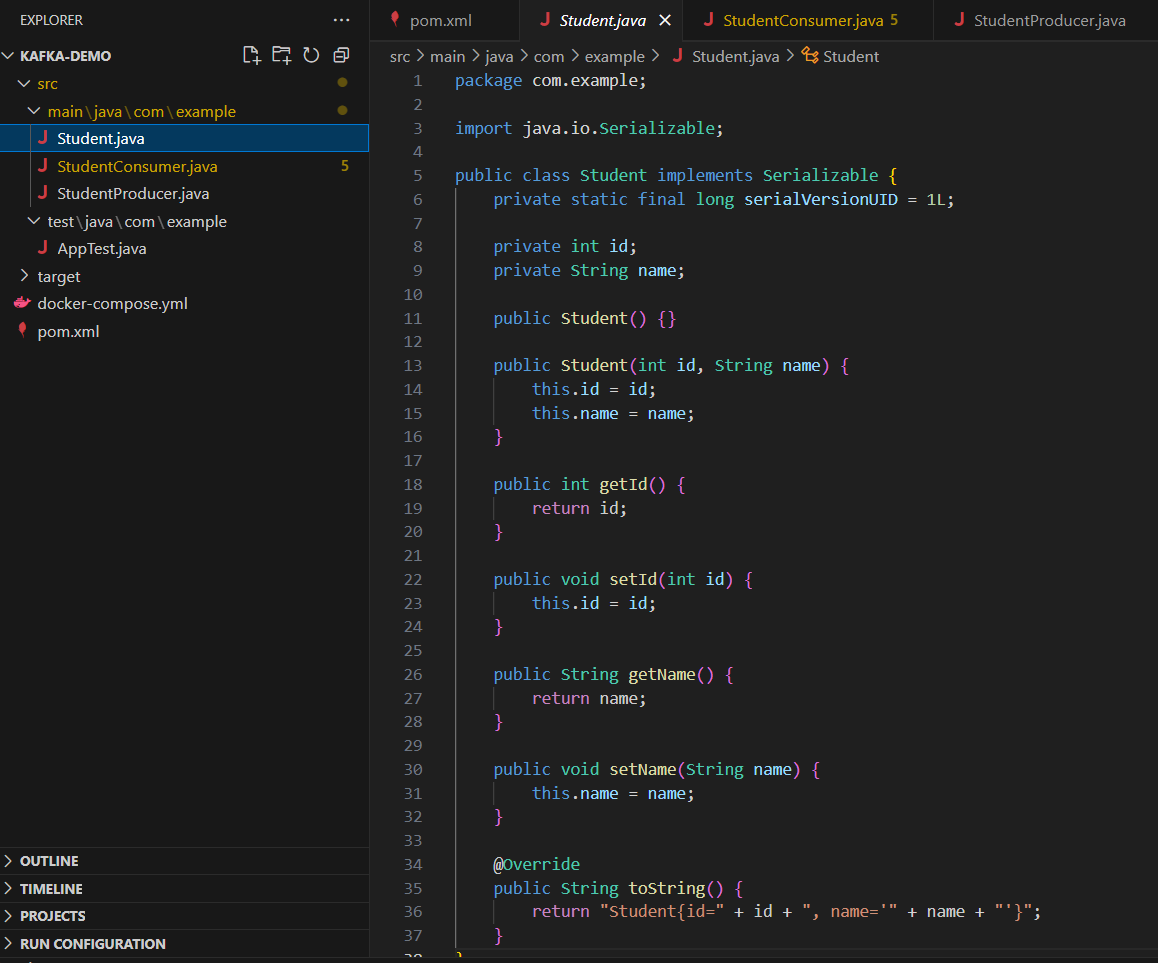 EXPLORER
KAFKA-DEMO
src
main\java\com\example
Student.java
StudentConsumer.java 5
StudentProducer.java
test\java\com\example
AppTest.java
target
docker-compose.yml
pom.xml
OUTLINE
TIMELINE
PROJECTS
RUN CONFIGURATION
pom.xml Student.java StudentConsumer.java 5 StudentProducer.java
src > main > java > com > example > Student.java > Student
1 package com.example;
2
3 import java.io.Serializable;
4
5 public class Student implements Serializable {
6 private static final long serialVersionUID = 1L;
7
8 private int id;
9 private String name;
10
11 public Student() {}
12
13 public Student(int id, String name) {
14 this.id = id;
15 this.name = name;
16 }
17
18 public int getId() {
19 return id;
20 }
21
22 public void setId(int id) {
23 this.id = id;
24 }
25
26 public String getName() {
27 return name;
28 }
29
30 public void setName(String name) {
31 this.name = name;
32 }
33
34 @Override
35 public String toString() {
36 return "Student{id=" + id + ", name='" + name + "'}";
37 }